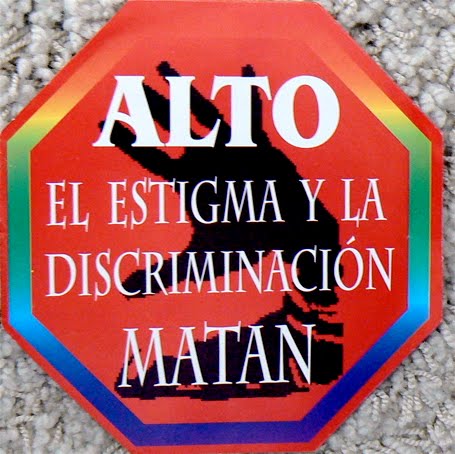 ALTO
EL ESTIGMA Y LA
DISCRIMINACIÓN
MATAN